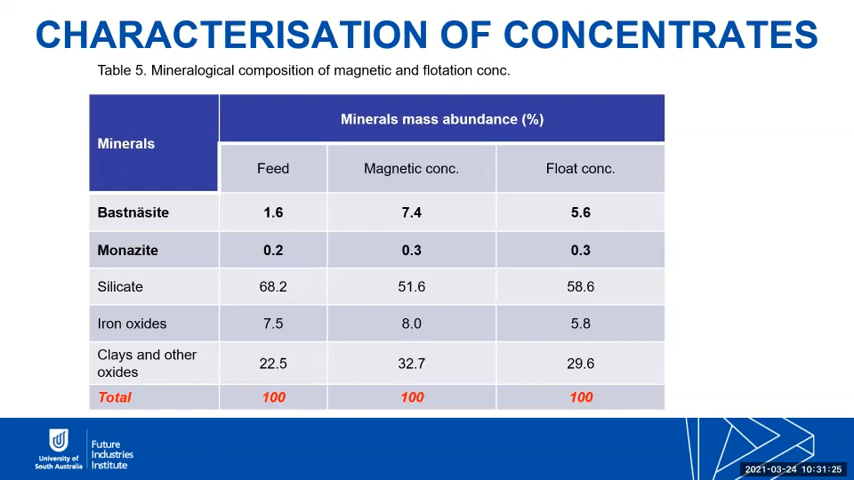 CHARACTERISATION OF CONCENTRATES
Table 5. Mineralogical composition of magnetic and flotation conc.
Minerals
Minerals mass abundance (%)
Feed Magnetic conc. Float conc.
Bastnäsite 1.6 7.4 5.6
Monazite 0.2 0.3 0.3
Silicate 68.2 51.6 58.6
Iron oxides 7.5 8.0 5.8
Clays and other
oxides 22.5 32.7 29.6
Total 100 100 100
University of
South Australia
Future
Industries
Institute
2021-03-24 10:31:25